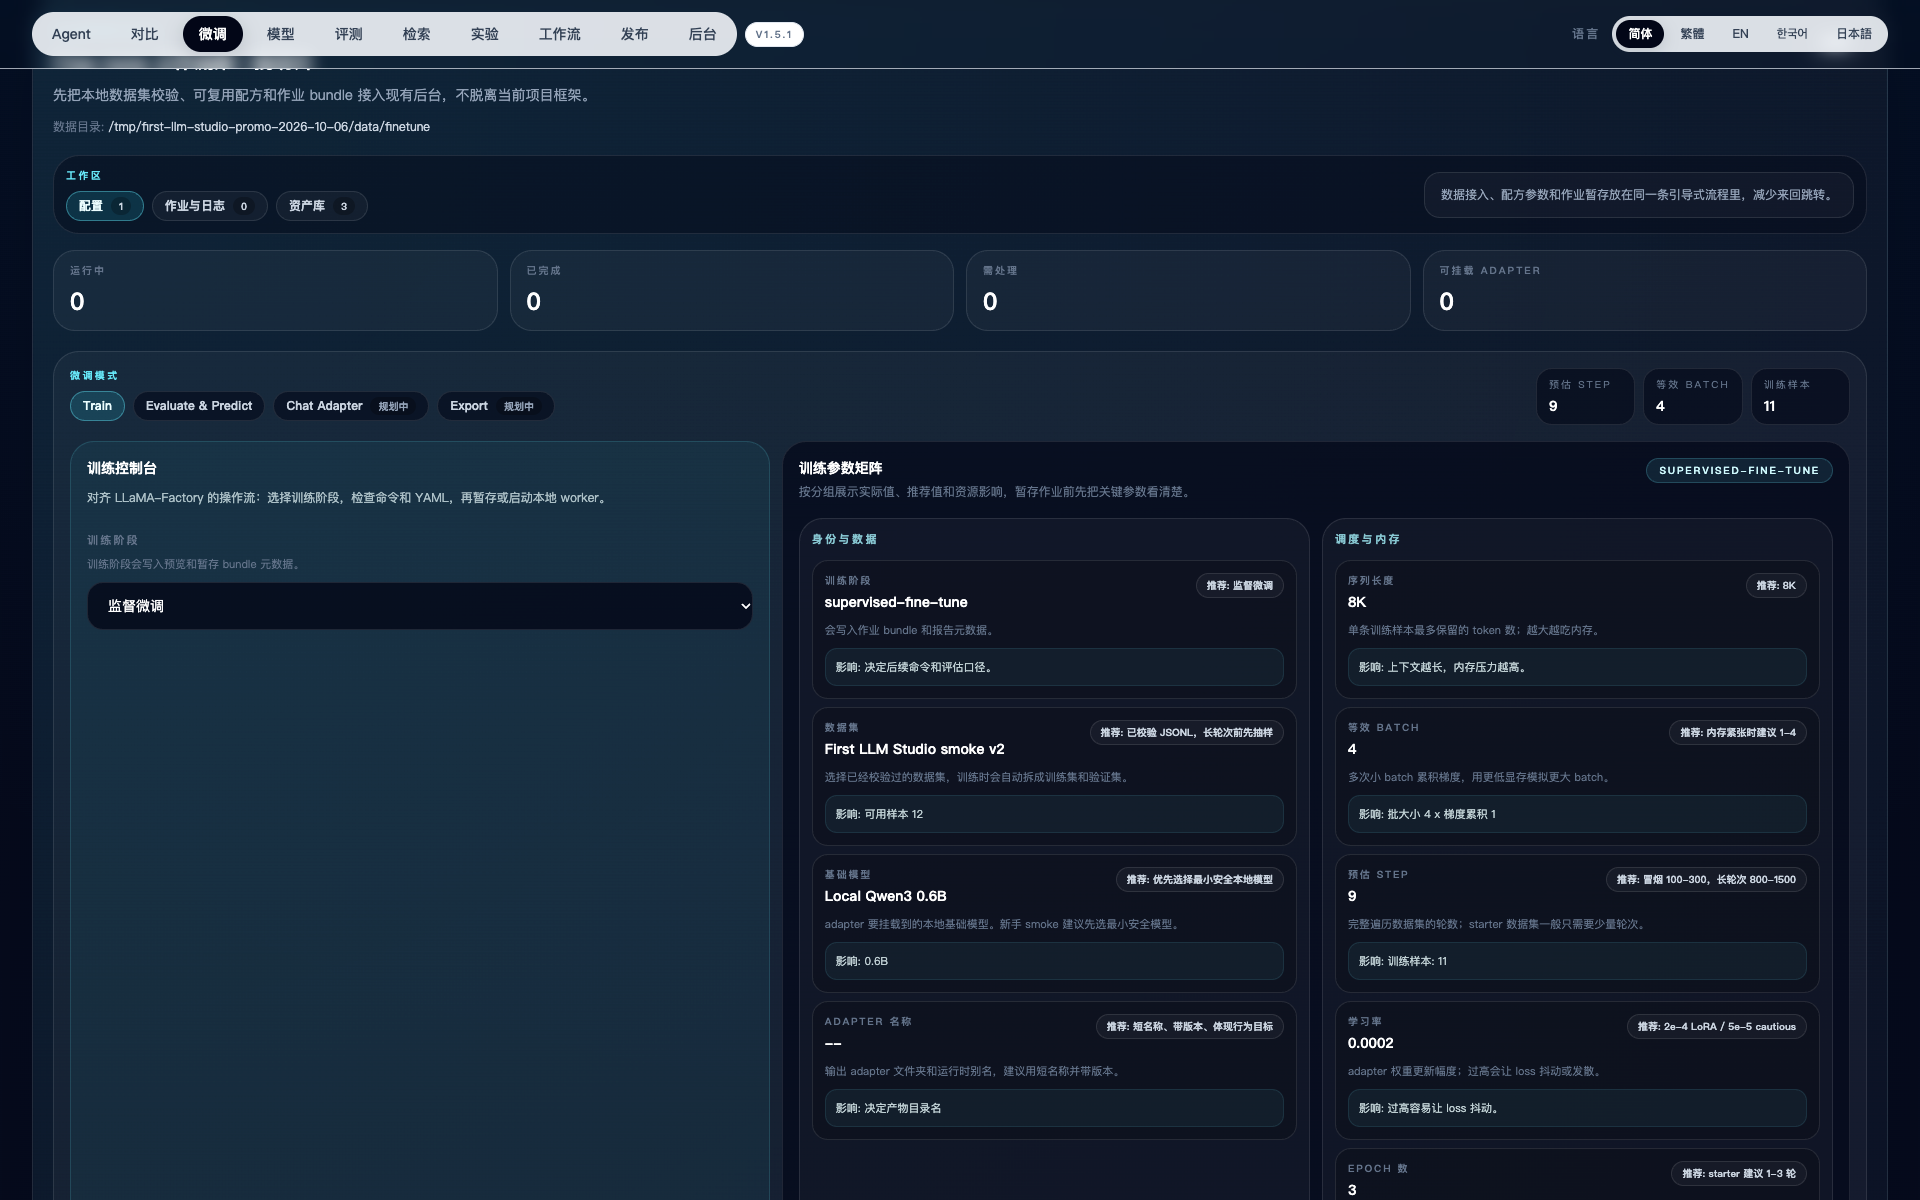 Agent 对比 微调 模型 评测 检索 实验 工作流 发布 后台 V1.5.1 语言 简体 繁體 EN 한국어 日本語
先把本地数据集校验、可复用配方和作业 bundle 接入现有后台，不脱离当前项目框架。
数据目录: /tmp/first-llm-studio-promo-2026-10-06/data/finetune
工作区
配置 1 作业与日志 0 资产库 3
数据接入、配方参数和作业暂存放在同一条引导式流程里，减少来回跳转。
运行中
0
已完成
0
需处理
0
可挂载 ADAPTER
0
微调模式
Train Evaluate & Predict Chat Adapter 规划中 Export 规划中
预估 STEP
9
等效 BATCH
4
训练样本
11
训练控制台
对齐 LLaMA-Factory 的操作流：选择训练阶段，检查命令和 YAML，再暂存或启动本地 worker。
训练阶段
训练阶段会写入预览和暂存 bundle 元数据。
监督微调
训练参数矩阵
SUPERVISED-FINE-TUNE
按分组展示实际值、推荐值和资源影响，暂存作业前先把关键参数看清楚。
身份与数据
训练阶段
推荐: 监督微调
supervised-fine-tune
会写入作业 bundle 和报告元数据。
影响: 决定后续命令和评估口径。
数据集
推荐: 已校验 JSONL，长轮次前先抽样
First LLM Studio smoke v2
选择已经校验过的数据集，训练时会自动拆成训练集和验证集。
影响: 可用样本 12
基础模型
推荐: 优先选择最小安全本地模型
Local Qwen3 0.6B
adapter 要挂载到的本地基础模型。新手 smoke 建议先选最小安全模型。
影响: 0.6B
ADAPTER 名称
推荐: 短名称、带版本、体现行为目标
--
输出 adapter 文件夹和运行时别名，建议用短名称并带版本。
影响: 决定产物目录名
调度与内存
序列长度
推荐: 8K
8K
单条训练样本最多保留的 token 数；越大越吃内存。
影响: 上下文越长，内存压力越高。
等效 BATCH
推荐: 内存紧张时建议 1-4
4
多次小 batch 累积梯度，用更低显存模拟更大 batch。
影响: 批大小 4 x 梯度累积 1
预估 STEP
推荐: 冒烟 100-300，长轮次 800-1500
9
完整遍历数据集的轮数；starter 数据集一般只需要少量轮次。
影响: 训练样本: 11
学习率
推荐: 2e-4 LoRA / 5e-5 cautious
0.0002
adapter 权重更新幅度；过高会让 loss 抖动或发散。
影响: 过高容易让 loss 抖动。
EPOCH 数
推荐: starter 建议 1-3 轮
3